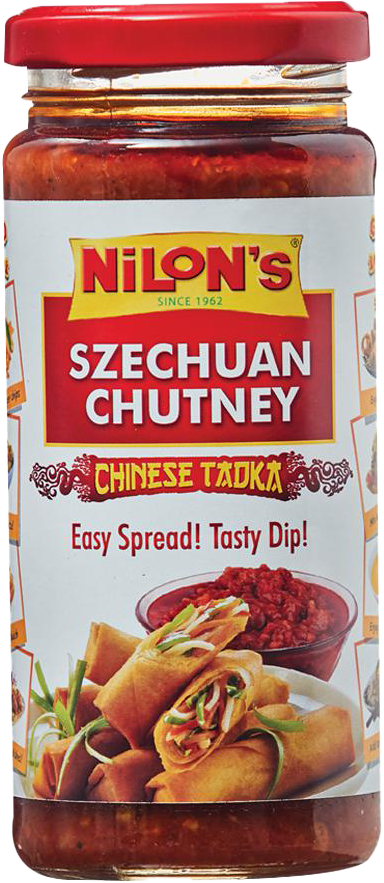 NiLON'S®
SINCE 1962
SZECHUAN
CHUTNEY
CHINESE TADKA
Easy Spread! Tasty Dip!